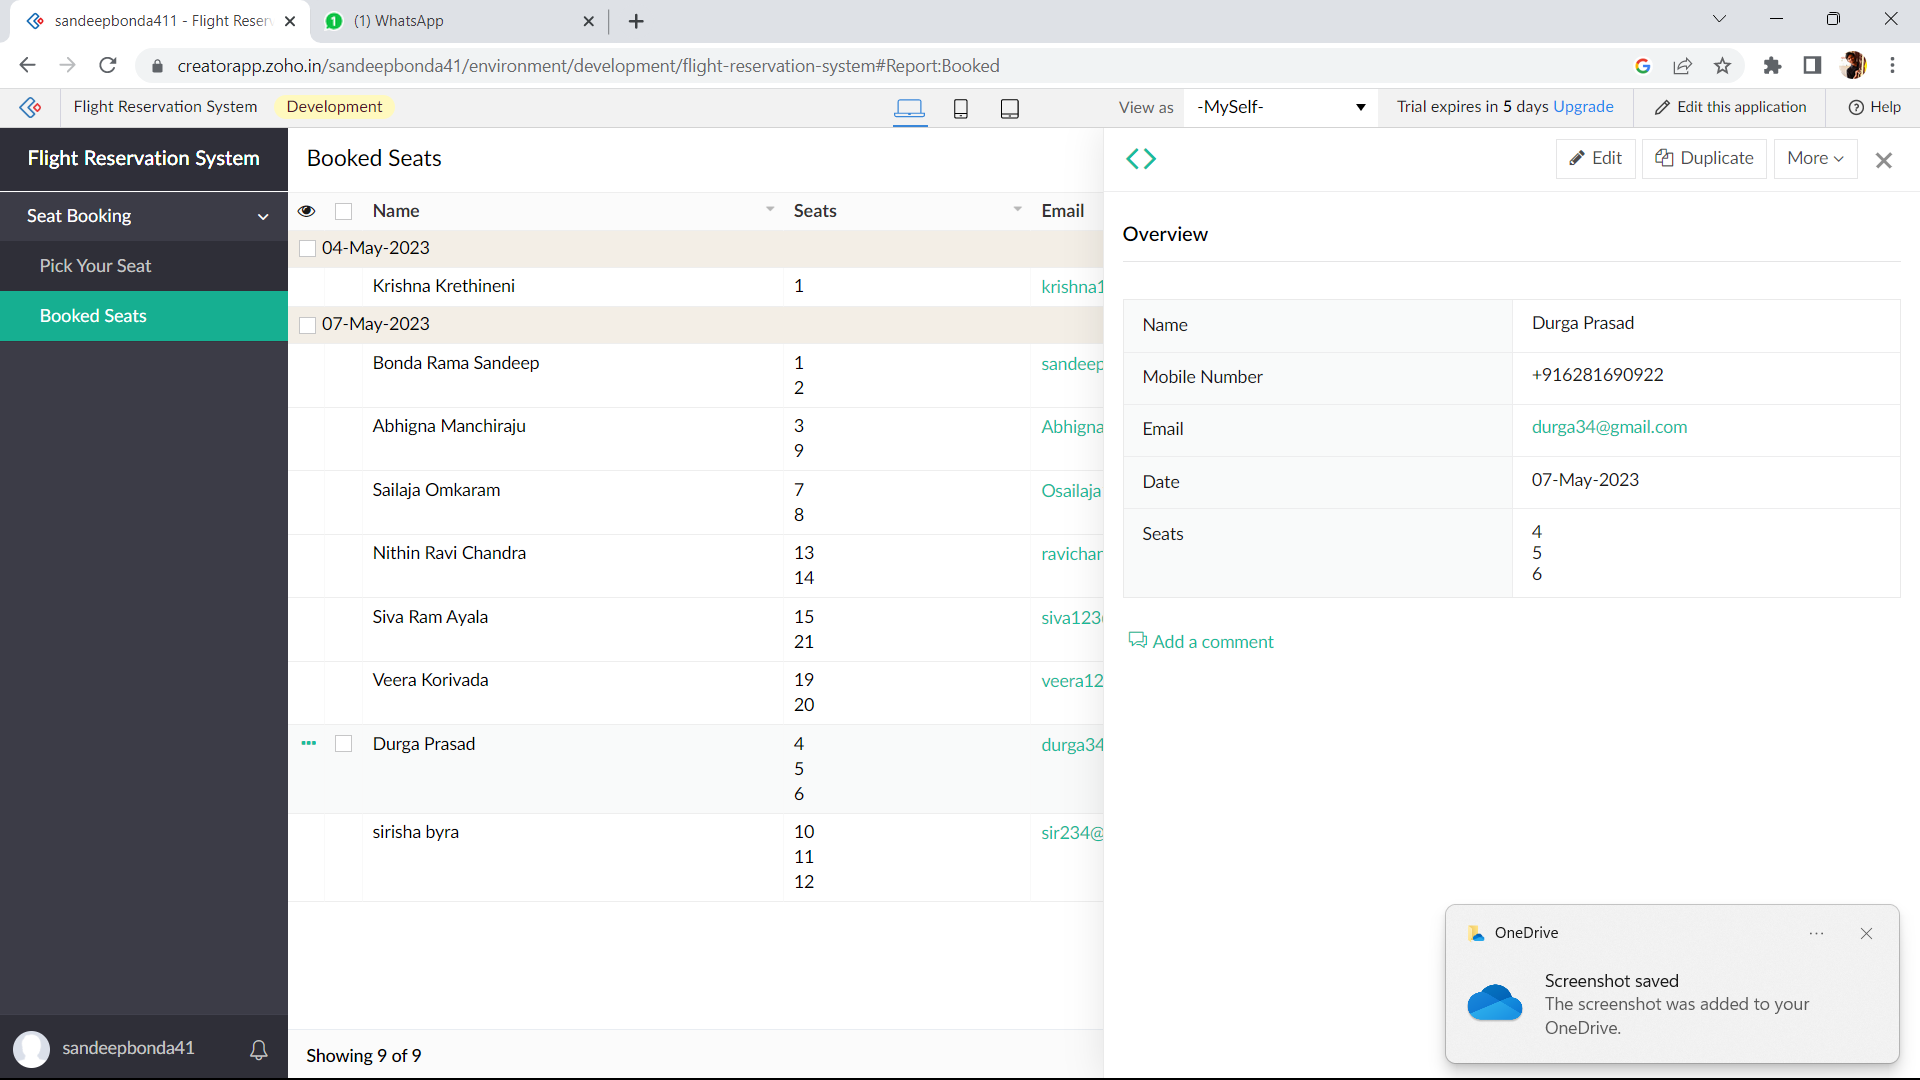 sandeepbonda411 - Flight Reser
1
(1) WhatsApp
creatorapp.zoho.in/sandeepbonda41/environment/development/flight-reservation-system#Report:Booked
Flight Reservation System
Development
View as
-MySelf-
Trial expires in 5 days Upgrade
Edit this application
Help
Flight Reservation System
Seat Booking
Pick Your Seat
Booked Seats
sandeepbonda41
Booked Seats
Name
Seats
Email
04-May-2023
Krishna Krethineni
1
krishna1
07-May-2023
Bonda Rama Sandeep
1
sandeep
2
Abhigna Manchiraju
3
Abhigna
9
Sailaja Omkaram
7
Osailaja
8
Nithin Ravi Chandra
13
ravichar
14
Siva Ram Ayala
15
siva123
21
Veera Korivada
19
veera12
20
Durga Prasad
4
durga34
5
6
sirisha byra
10
sir234@
11
12
Showing 9 of 9
Edit
Duplicate
More
Overview
Name
Durga Prasad
Mobile Number
+916281690922
Email
durga34@gmail.com
Date
07-May-2023
Seats
4
5
6
Add a comment
OneDrive
Screenshot saved
The screenshot was added to your
OneDrive.